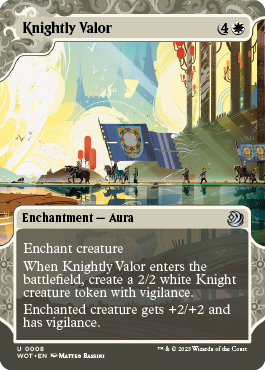 Knightly Valor 4
Enchantment — Aura
Enchant creature
When Knightly Valor enters the
battlefield, create a 2/2 white Knight
creature token with vigilance.
Enchanted creature gets +2/+2 and
has vigilance.
U 0008
WOT • EN Matteo Bassini
™ & © 2023 Wizards of the Coast